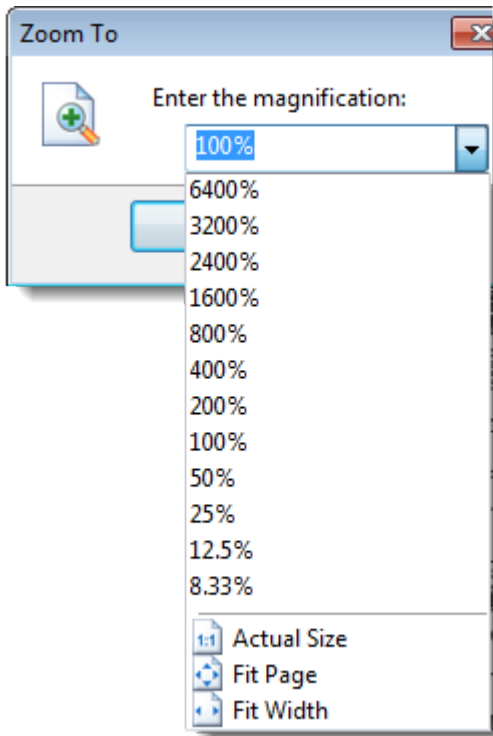 Zoom To
Enter the magnification:
100%
6400%
3200%
2400%
1600%
800%
400%
200%
100%
50%
25%
12.5%
8.33%
1:1 Actual Size
Fit Page
Fit Width